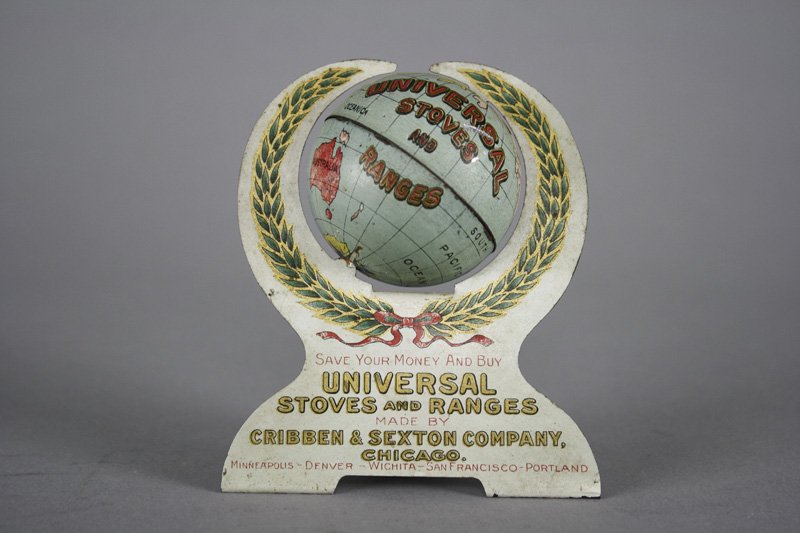 OCEANICA
UNIVERSAL
STOVES
AND
RANGES
AUSTRALIA
SOUTH
PACIFIC
OCEAN
SAVE YOUR MONEY AND BUY
UNIVERSAL
STOVES AND RANGES
MADE BY
CRIBBEN & SEXTON COMPANY,
CHICAGO.
MINNEAPOLIS-DENVER-WICHITA-SAN FRANCISCO-PORTLAND